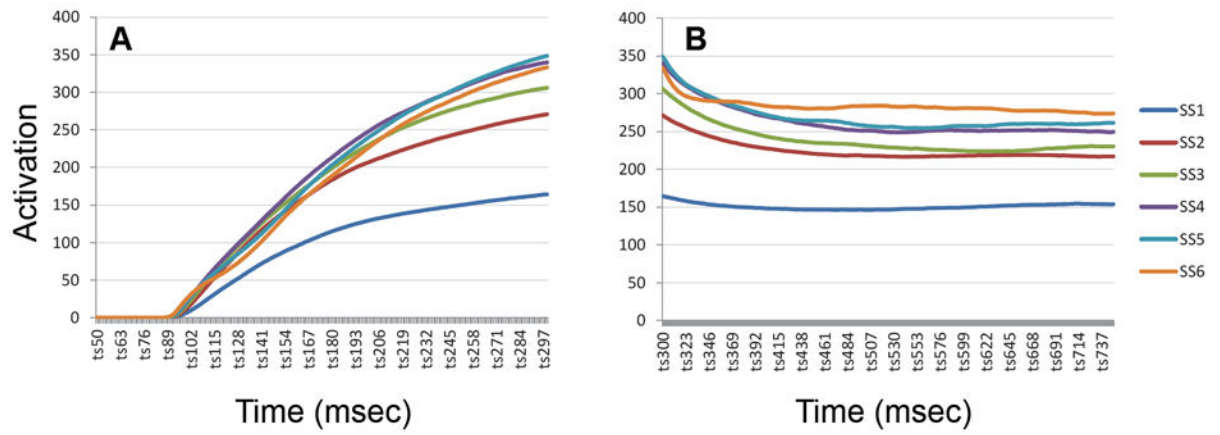 A
Activation
400
350
300
250
200
150
100
50
0
ts50
ts63
ts76
ts89
ts102
ts115
ts128
ts141
ts154
ts167
ts180
ts193
ts206
ts219
ts232
ts245
ts258
ts271
ts284
ts297
Time (msec)
B
400
350
300
250
200
150
100
50
0
ts300
ts323
ts346
ts369
ts392
ts415
ts438
ts461
ts484
ts507
ts530
ts553
ts576
ts599
ts622
ts645
ts668
ts691
ts714
ts737
Time (msec)
SS1
SS2
SS3
SS4
SS5
SS6